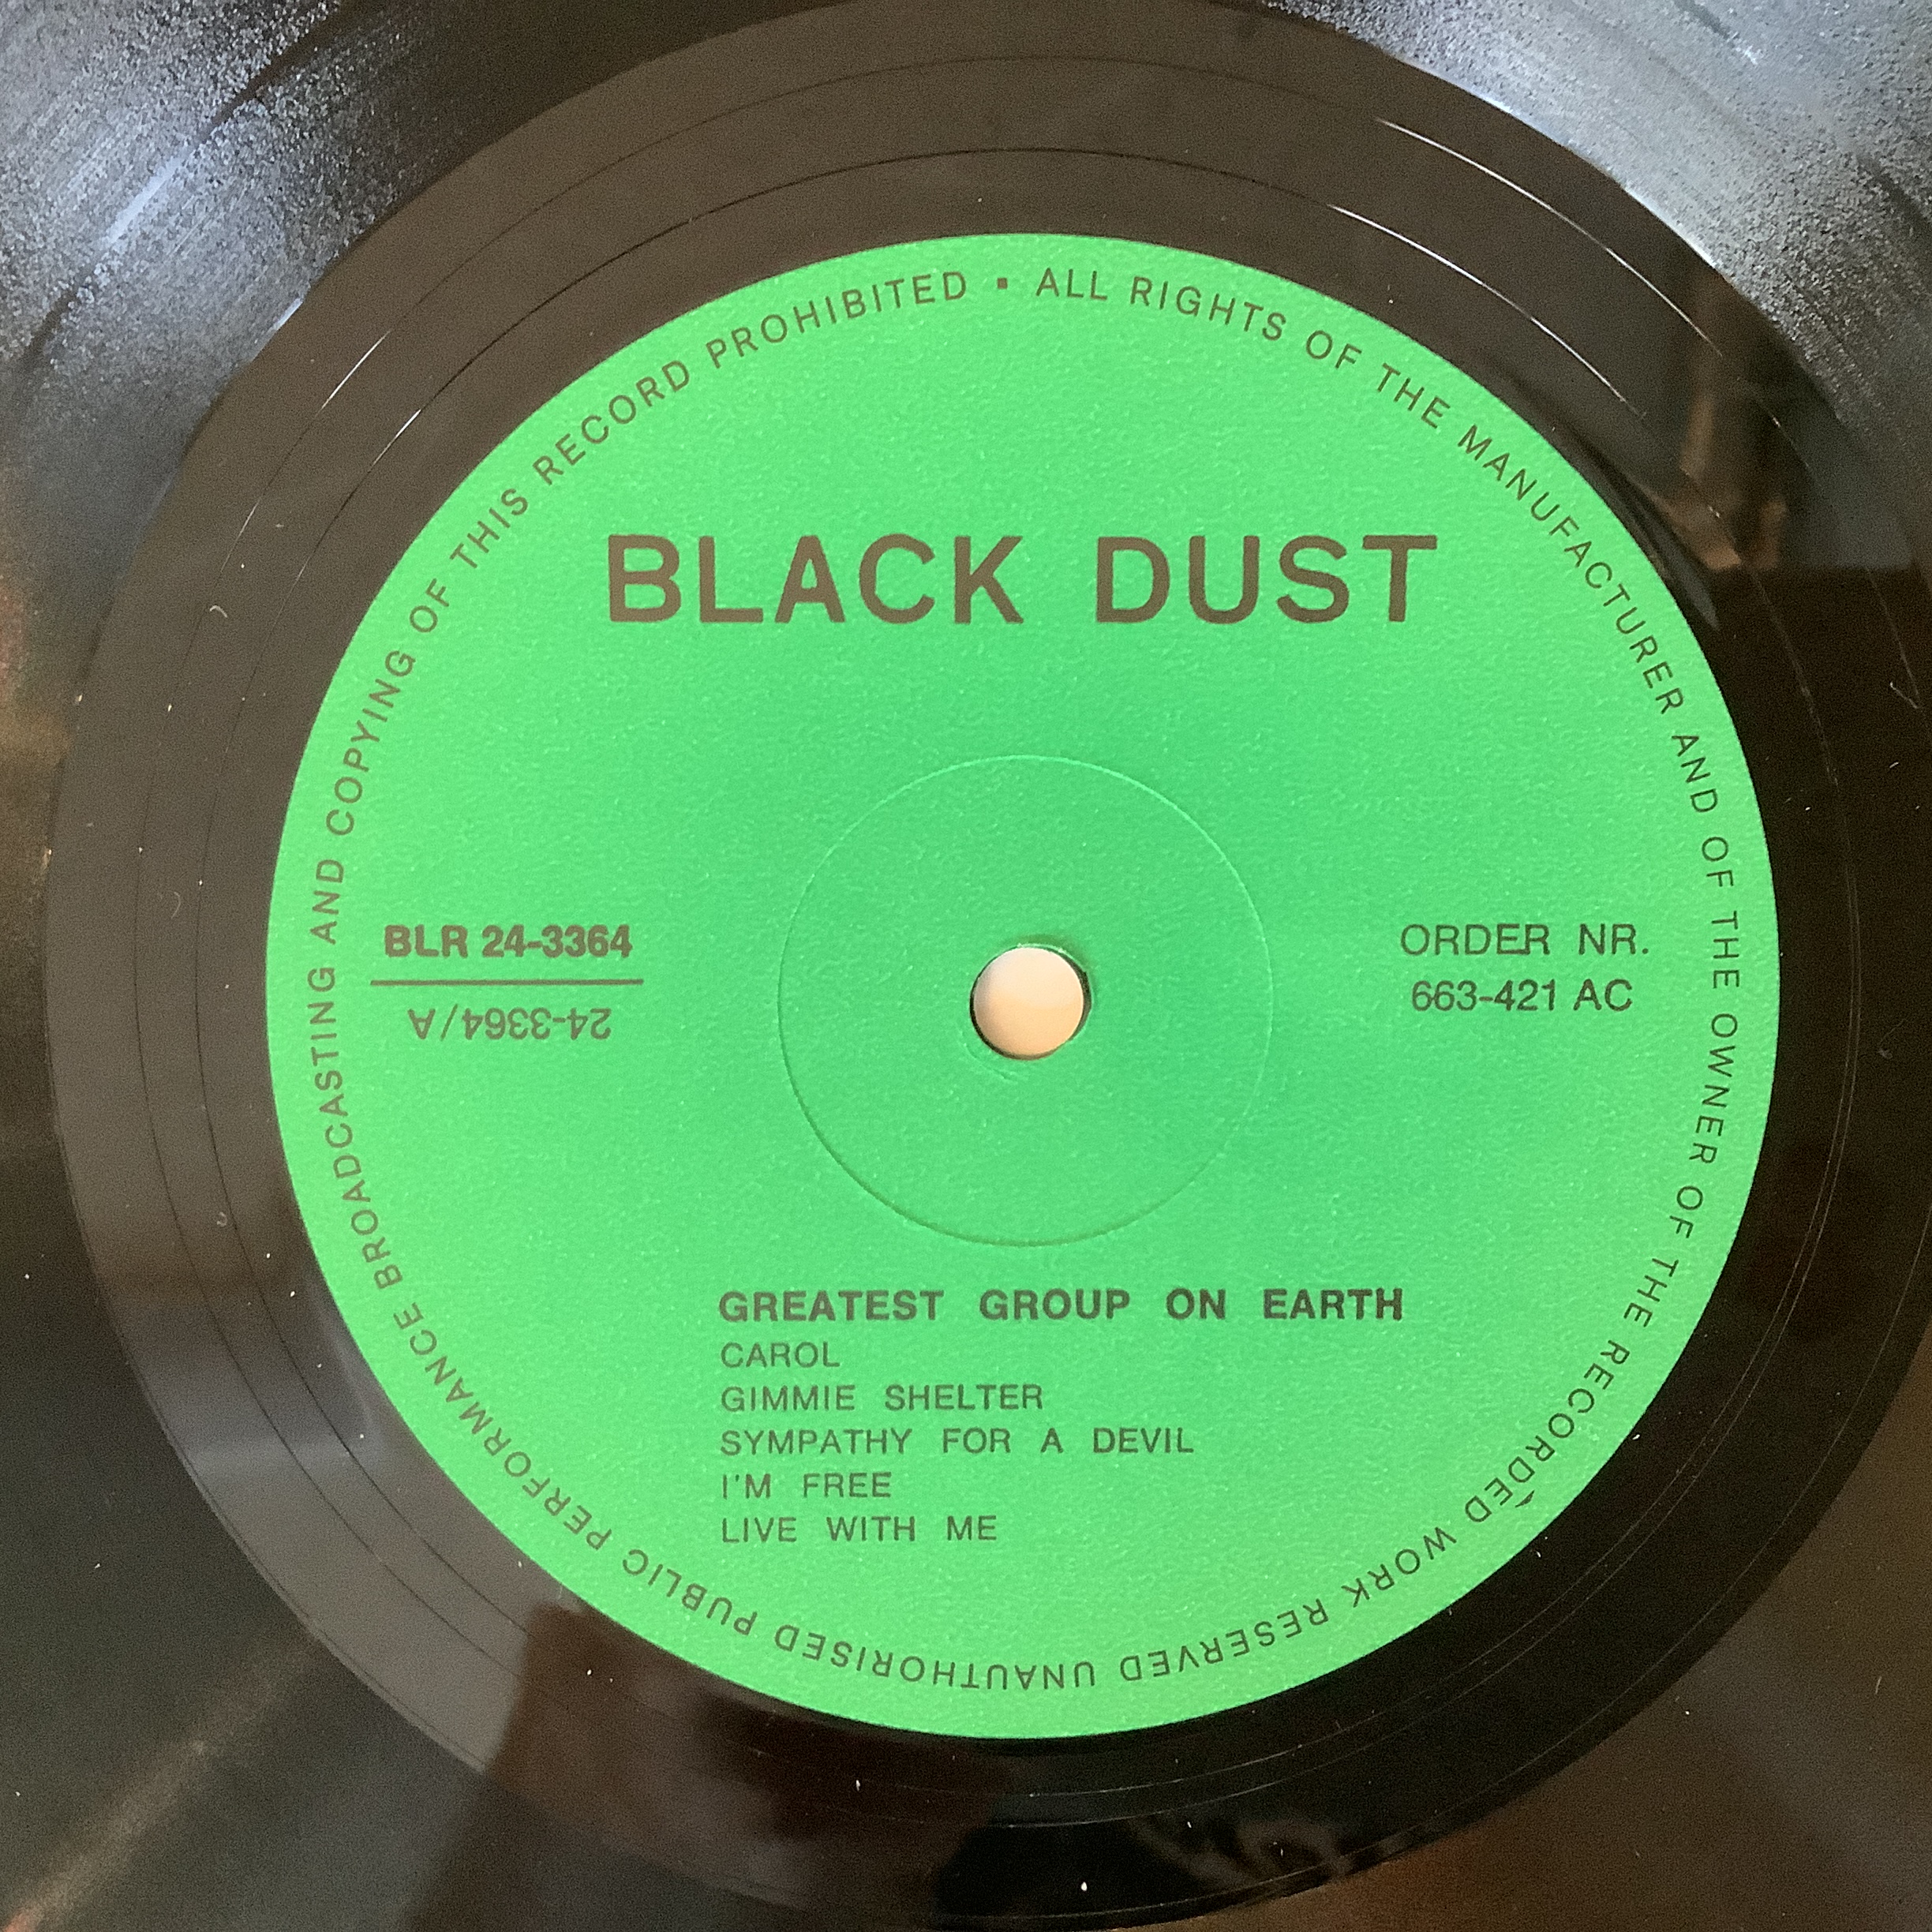 ALL RIGHTS OF THE MANUFACTURER AND OF THE OWNER OF THE RECORDED WORK RESERVED UNAUTHORISED PUBLIC PERFORMANCE BROADCASTING AND COPYING OF THIS RECORD PROHIBITED ▪
BLACK DUST
BLR 24-3364
24-3364/A
ORDER NR.
663-421 AC
GREATEST GROUP ON EARTH
CAROL
GIMMIE SHELTER
SYMPATHY FOR A DEVIL
I'M FREE
LIVE WITH ME